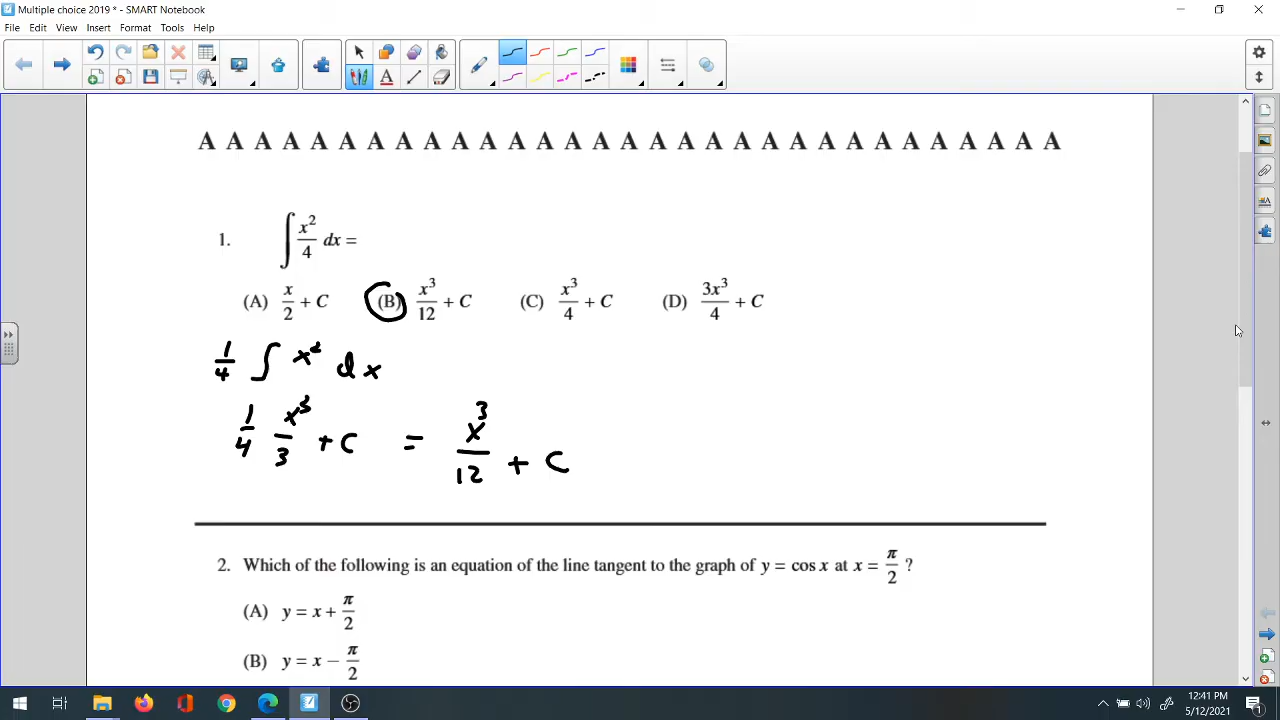 Multiple choice 2019 * - SMART Notebook
File Edit View Insert Format Tools Help
A A A A A A A A A A A A A A A A A A A A A A A A A A A A A A A
1. ∫ x²/4 dx =
(A) x/2 + C (B) x³/12 + C (C) x³/4 + C (D) 3x³/4 + C
1/4 ∫ x² dx
1/4 x³/3 + C = x³/12 + C
2. Which of the following is an equation of the line tangent to the graph of y = cos x at x = π/2 ?
(A) y = x + π/2
(B) y = x − π/2
12:41 PM
5/12/2021